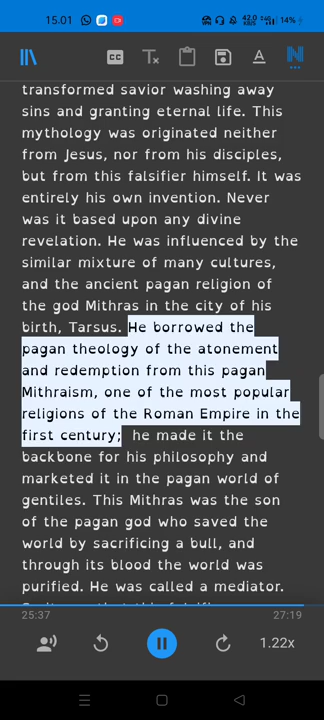 15.01
42.0 KB/S
14%
CC
transformed savior washing away
sins and granting eternal life. This
mythology was originated neither
from Jesus, nor from his disciples,
but from this falsifier himself. It was
entirely his own invention. Never
was it based upon any divine
revelation. He was influenced by the
similar mixture of many cultures,
and the ancient pagan religion of
the god Mithras in the city of his
birth, Tarsus. He borrowed the
pagan theology of the atonement
and redemption from this pagan
Mithraism, one of the most popular
religions of the Roman Empire in the
first century; he made it the
backbone for his philosophy and
marketed it in the pagan world of
gentiles. This Mithras was the son
of the pagan god who saved the
world by sacrificing a bull, and
through its blood the world was
purified. He was called a mediator.
25:37
27:19
1.22x